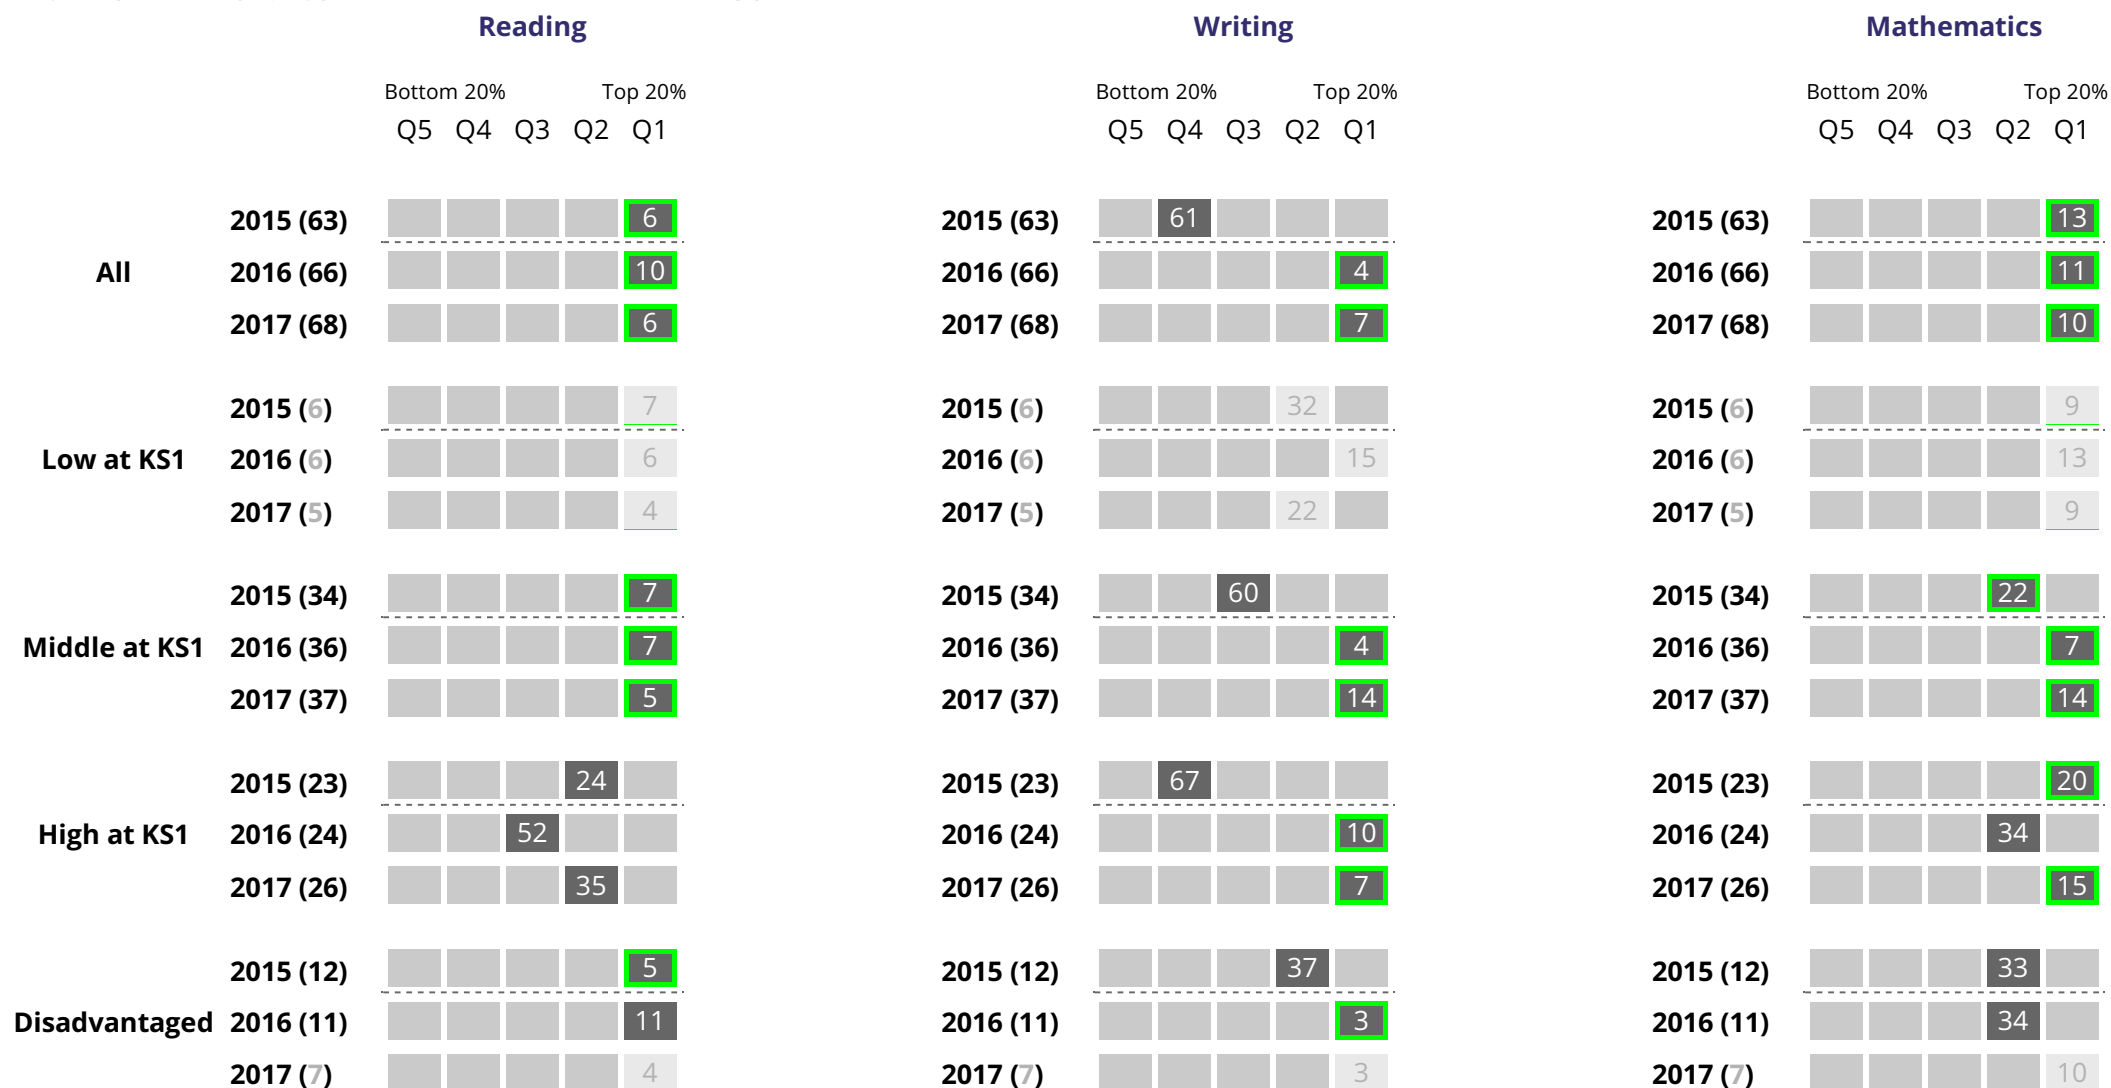 Reading Writing Mathematics
Bottom 20% Top 20% Bottom 20% Top 20% Bottom 20% Top 20%
Q5 Q4 Q3 Q2 Q1 Q5 Q4 Q3 Q2 Q1 Q5 Q4 Q3 Q2 Q1
2015 (63) 6 2015 (63) 61 2015 (63) 13
All 2016 (66) 10 2016 (66) 4 2016 (66) 11
2017 (68) 6 2017 (68) 7 2017 (68) 10
2015 (6) 7 2015 (6) 32 2015 (6) 9
Low at KS1 2016 (6) 6 2016 (6) 15 2016 (6) 13
2017 (5) 4 2017 (5) 22 2017 (5) 9
2015 (34) 7 2015 (34) 60 2015 (34) 22
Middle at KS1 2016 (36) 7 2016 (36) 4 2016 (36) 7
2017 (37) 5 2017 (37) 14 2017 (37) 14
2015 (23) 24 2015 (23) 67 2015 (23) 20
High at KS1 2016 (24) 52 2016 (24) 10 2016 (24) 34
2017 (26) 35 2017 (26) 7 2017 (26) 15
2015 (12) 5 2015 (12) 37 2015 (12) 33
Disadvantaged 2016 (11) 11 2016 (11) 3 2016 (11) 34
2017 (7) 4 2017 (7) 3 2017 (7) 10